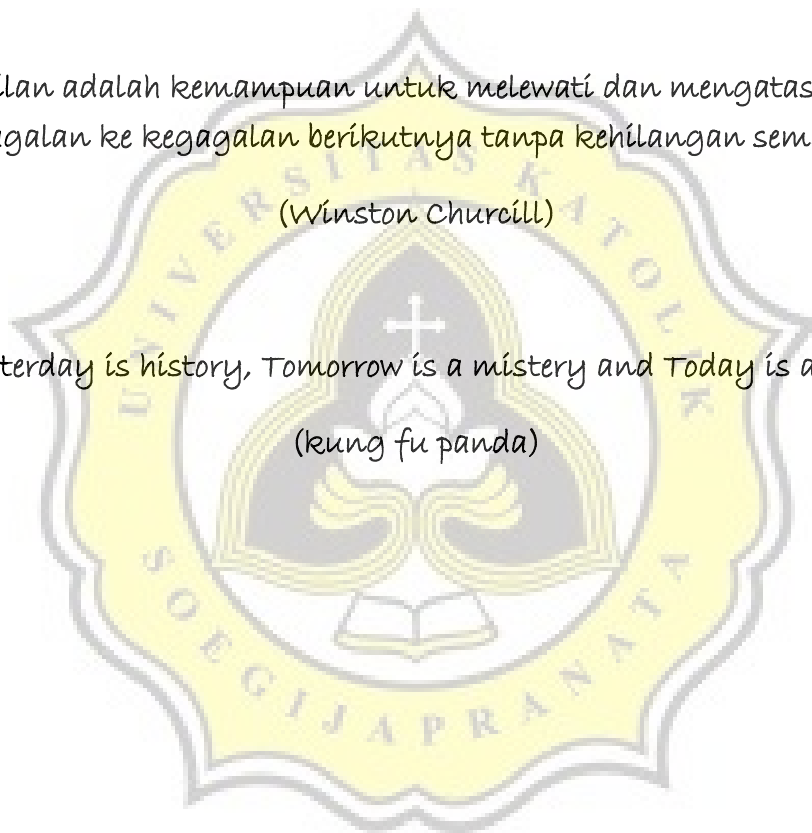 ilan adalah kemampuan untuk melewati dan mengatas
galan ke kegagalan berikutnya tanpa kehilangan sem
(Winston Churcill)
terday is history, Tomorrow is a mistery and Today is a
(kung fu panda)
UNIVERSITAS KATOLIK
SOEGIJAPRANATA